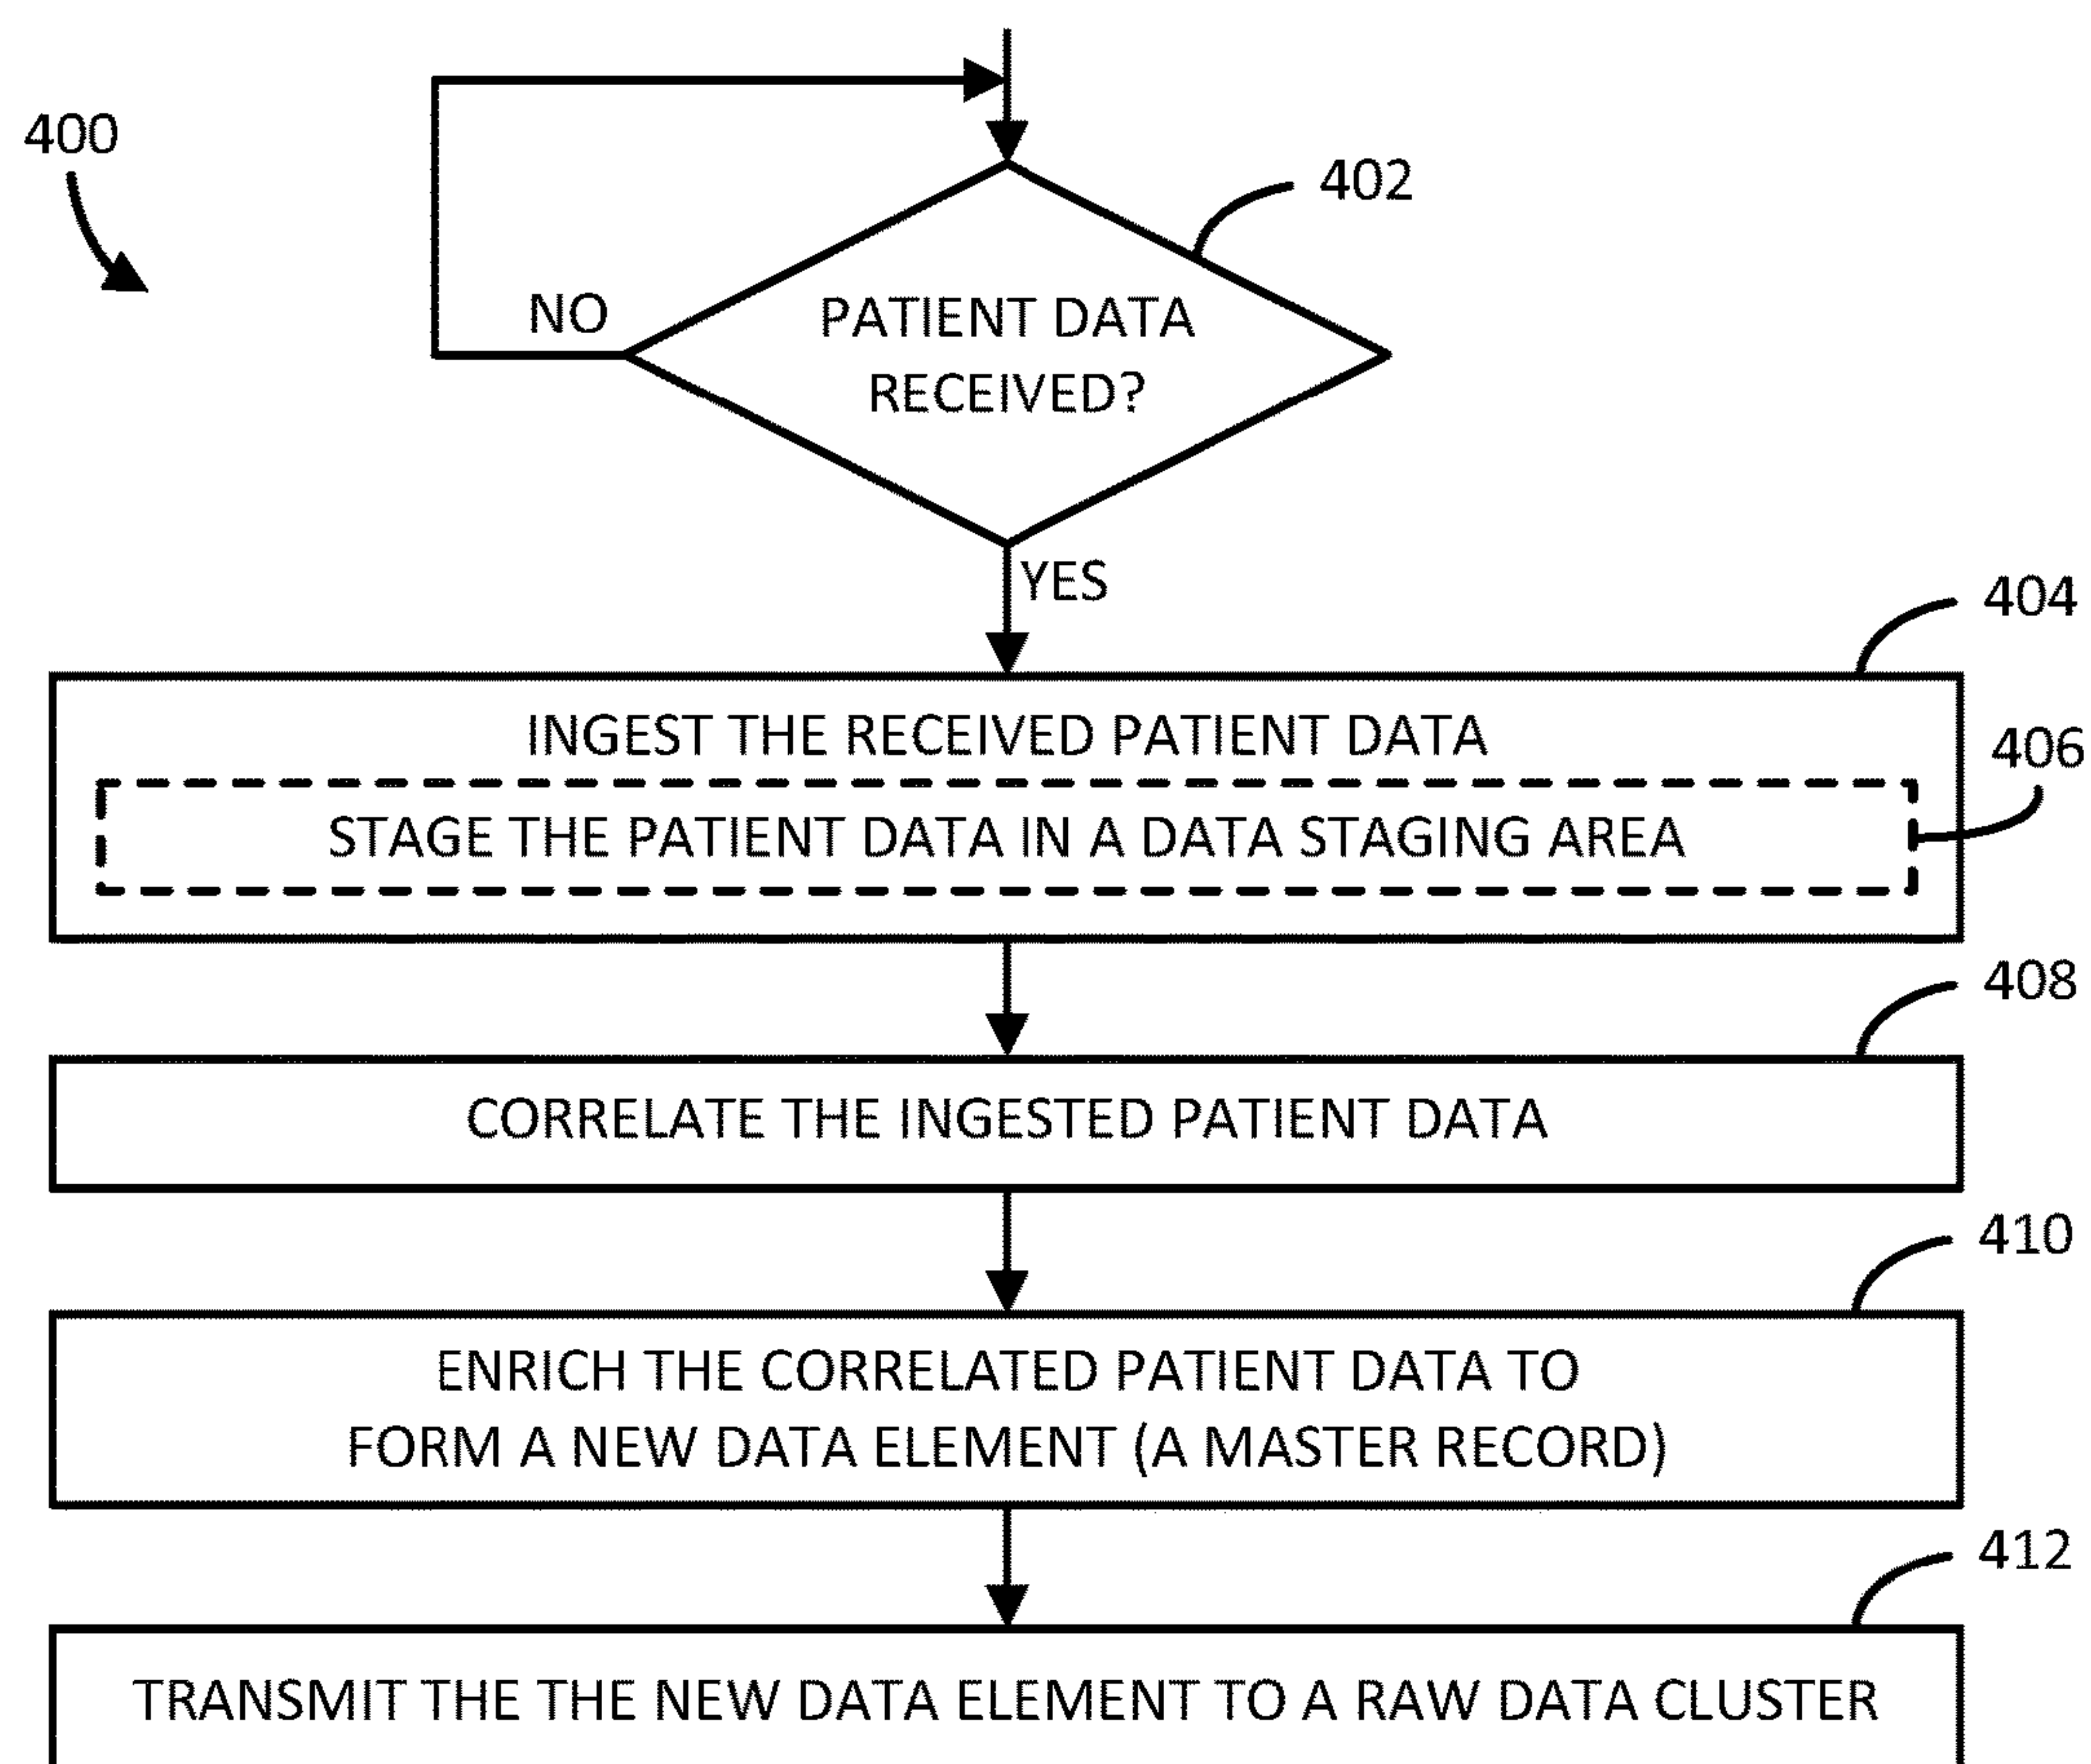 400
402
NO
PATIENT DATA
RECEIVED?
YES
404
INGEST THE RECEIVED PATIENT DATA
406
STAGE THE PATIENT DATA IN A DATA STAGING AREA
408
CORRELATE THE INGESTED PATIENT DATA
410
ENRICH THE CORRELATED PATIENT DATA TO
FORM A NEW DATA ELEMENT (A MASTER RECORD)
412
TRANSMIT THE THE NEW DATA ELEMENT TO A RAW DATA CLUSTER